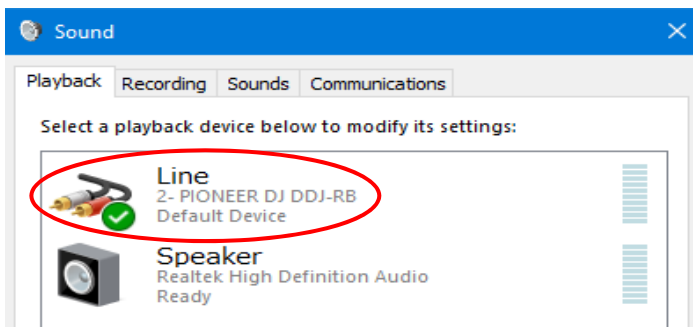 Sound
Playback Recording Sounds Communications
Select a playback device below to modify its settings:
Line
2- PIONEER DJ DDJ-RB
Default Device
Speaker
Realtek High Definition Audio
Ready